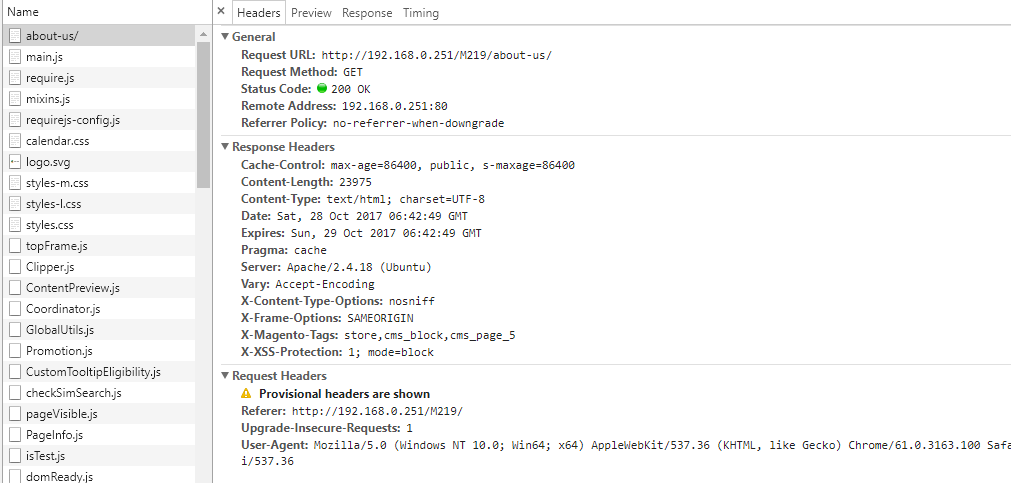 Name
about-us/
main.js
require.js
mixins.js
requirejs-config.js
calendar.css
logo.svg
styles-m.css
styles-l.css
styles.css
topFrame.js
Clipper.js
ContentPreview.js
Coordinator.js
GlobalUtils.js
Promotion.js
CustomTooltipEligibility.js
checkSimSearch.js
pageVisible.js
PageInfo.js
isTest.js
domReady.js
× Headers Preview Response Timing
General
Request URL: http://192.168.0.251/M219/about-us/
Request Method: GET
Status Code: 200 OK
Remote Address: 192.168.0.251:80
Referrer Policy: no-referrer-when-downgrade
Response Headers
Cache-Control: max-age=86400, public, s-maxage=86400
Content-Length: 23975
Content-Type: text/html; charset=UTF-8
Date: Sat, 28 Oct 2017 06:42:49 GMT
Expires: Sun, 29 Oct 2017 06:42:49 GMT
Pragma: cache
Server: Apache/2.4.18 (Ubuntu)
Vary: Accept-Encoding
X-Content-Type-Options: nosniff
X-Frame-Options: SAMEORIGIN
X-Magento-Tags: store,cms_block,cms_page_5
X-XSS-Protection: 1; mode=block
Request Headers
Provisional headers are shown
Referer: http://192.168.0.251/M219/
Upgrade-Insecure-Requests: 1
User-Agent: Mozilla/5.0 (Windows NT 10.0; Win64; x64) AppleWebKit/537.36 (KHTML, like Gecko) Chrome/61.0.3163.100 Safa
i/537.36